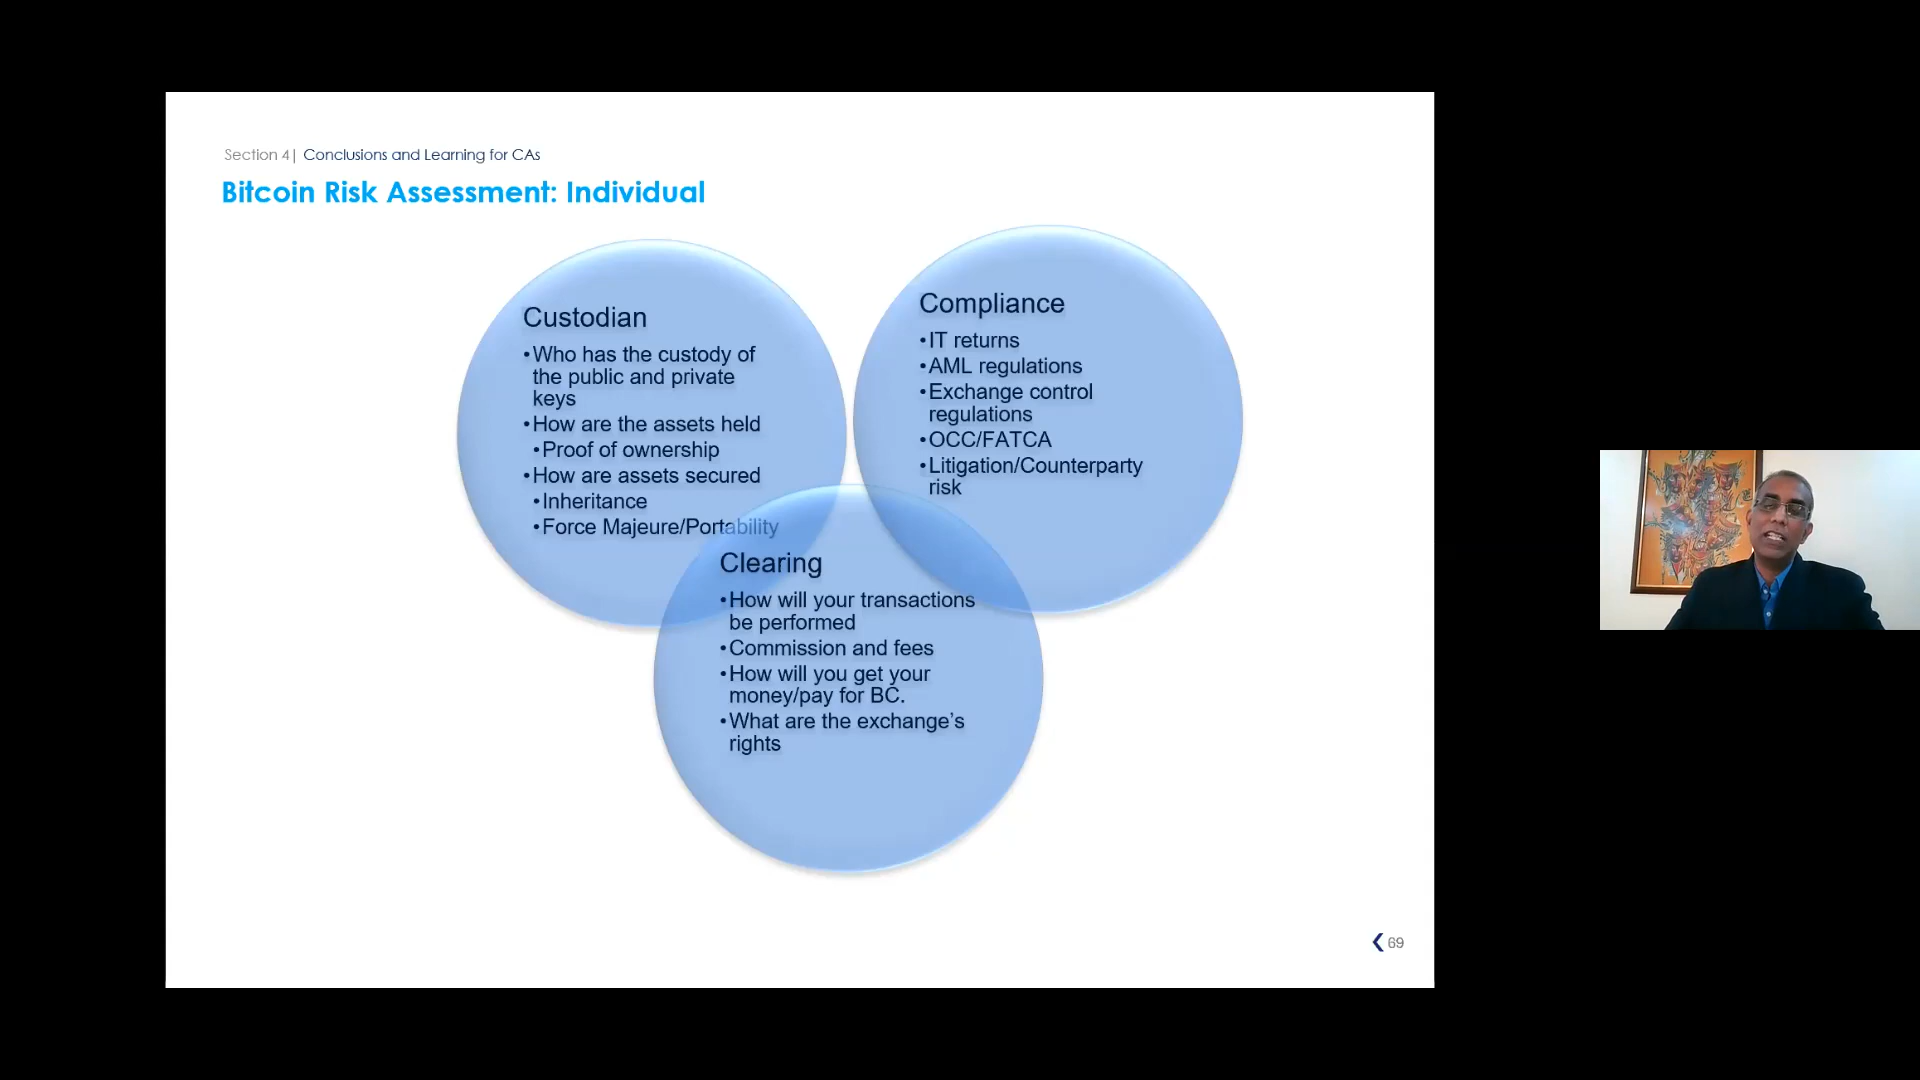 Section 4| Conclusions and Learning for CAs
Bitcoin Risk Assessment: Individual
Custodian
•Who has the custody of
the public and private
keys
•How are the assets held
•Proof of ownership
•How are assets secured
•Inheritance
•Force Majeure/Portability
Compliance
•IT returns
•AML regulations
•Exchange control
regulations
•OCC/FATCA
•Litigation/Counterparty
risk
Clearing
•How will your transactions
be performed
•Commission and fees
•How will you get your
money/pay for BC.
•What are the exchange’s
rights
69